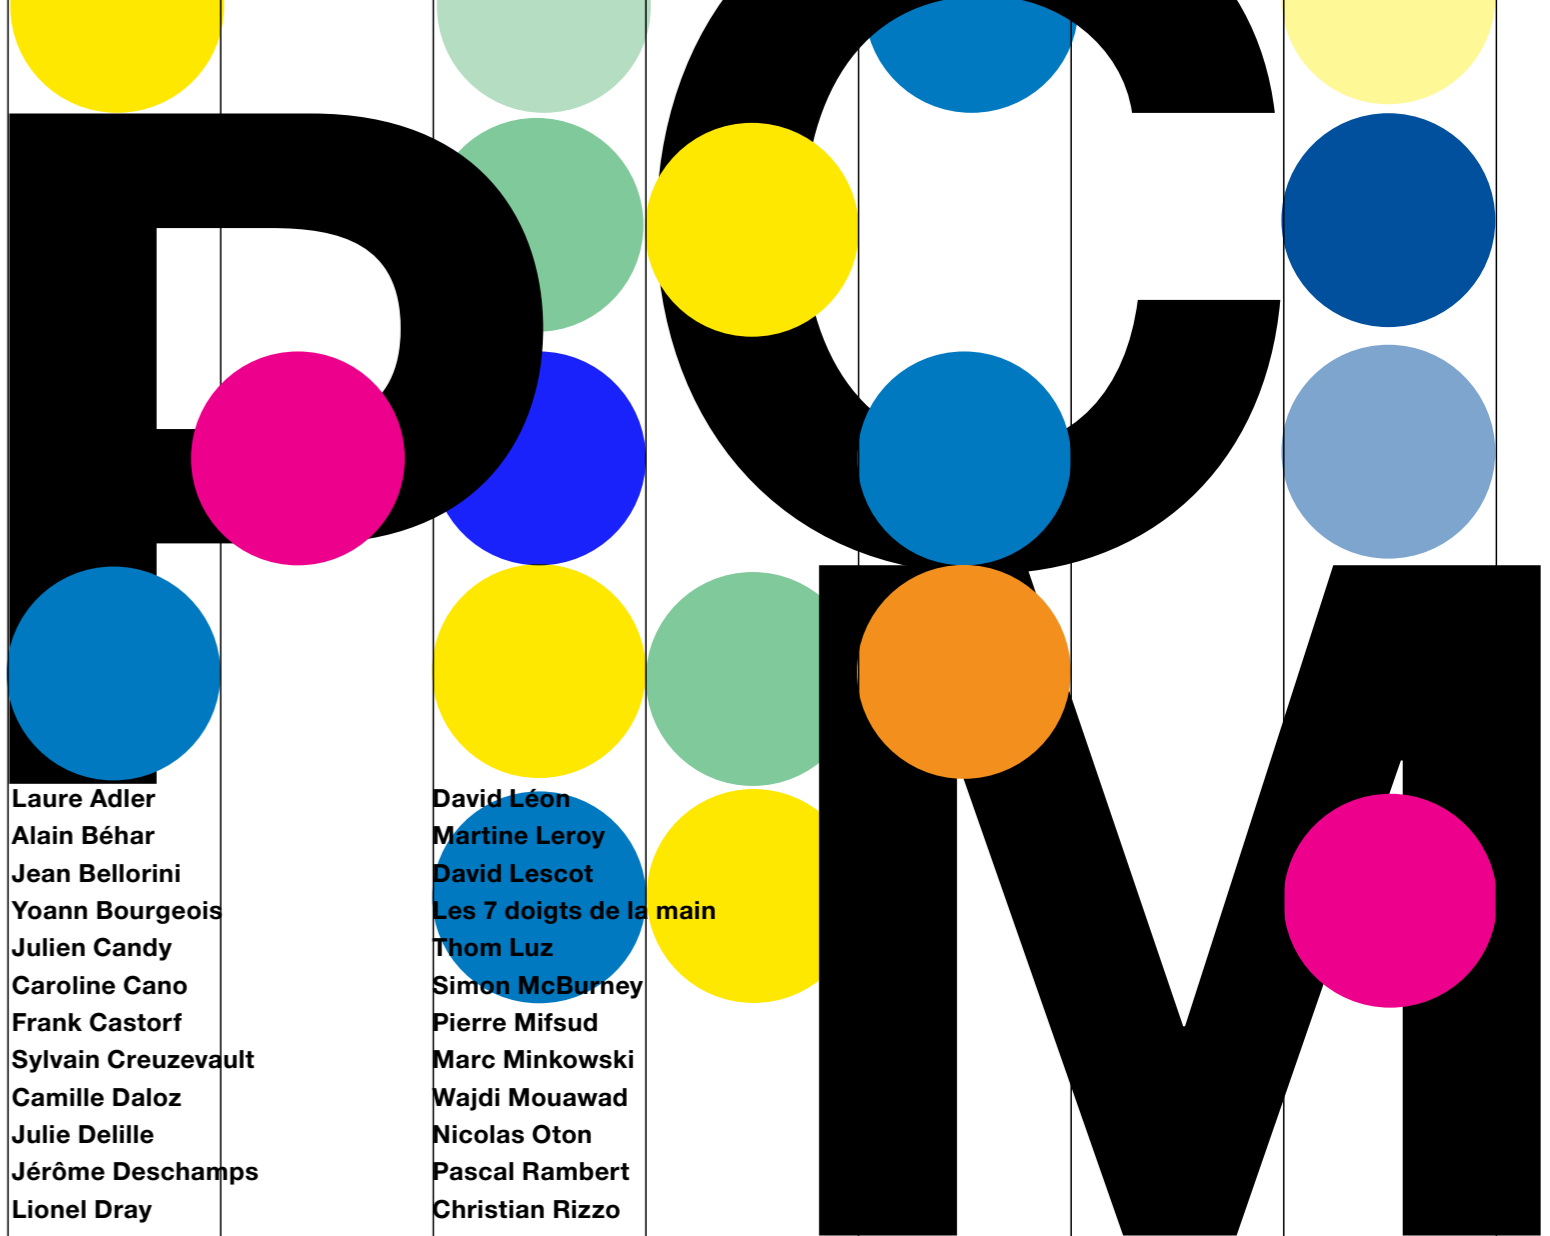 P C
M
Laure Adler
Alain Béhar
Jean Bellorini
Yoann Bourgeois
Julien Candy
Caroline Cano
Frank Castorf
Sylvain Creuzevault
Camille Daloz
Julie Delille
Jérôme Deschamps
Lionel Dray
David Léon
Martine Leroy
David Lescot
Les 7 doigts de la main
Thom Luz
Simon McBurney
Pierre Mifsud
Marc Minkowski
Wajdi Mouawad
Nicolas Oton
Pascal Rambert
Christian Rizzo